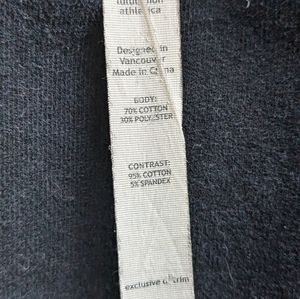 lululemon
athletica
Designed in
Vancouver
Made in China
BODY:
70% COTTON
30% POLYESTER
CONTRAST:
95% COTTON
5% SPANDEX
exclusive of trim